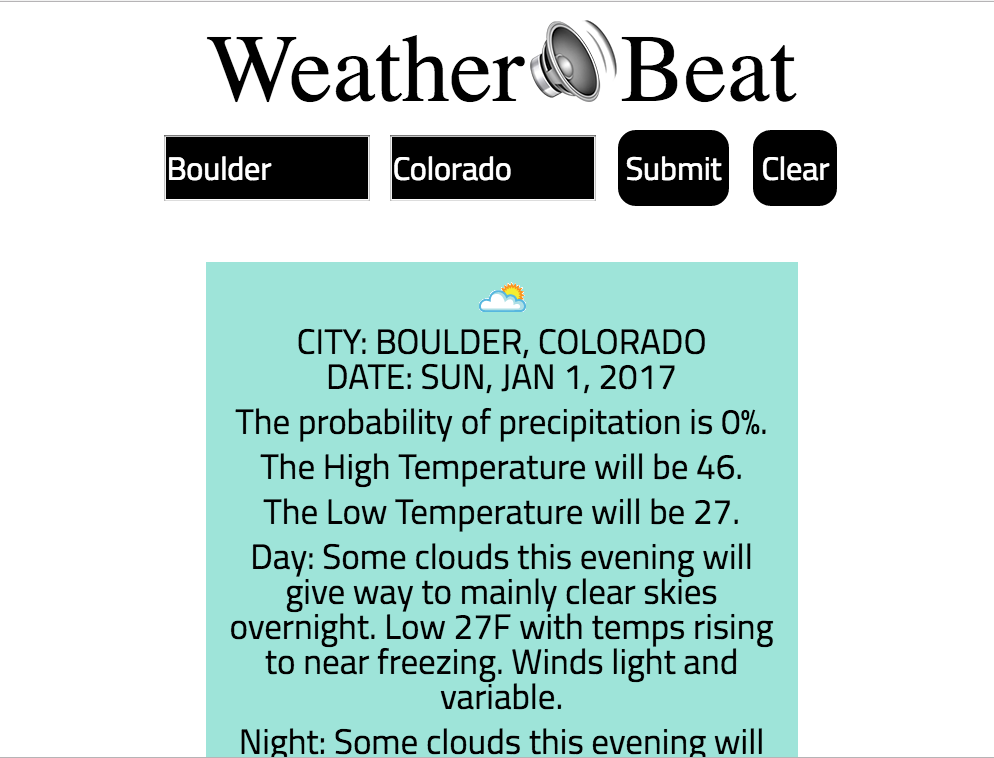 Weather Beat
Boulder Colorado Submit Clear
CITY: BOULDER, COLORADO
DATE: SUN, JAN 1, 2017
The probability of precipitation is 0%.
The High Temperature will be 46.
The Low Temperature will be 27.
Day: Some clouds this evening will
give way to mainly clear skies
overnight. Low 27F with temps rising
to near freezing. Winds light and
variable.
Night: Some clouds this evening will